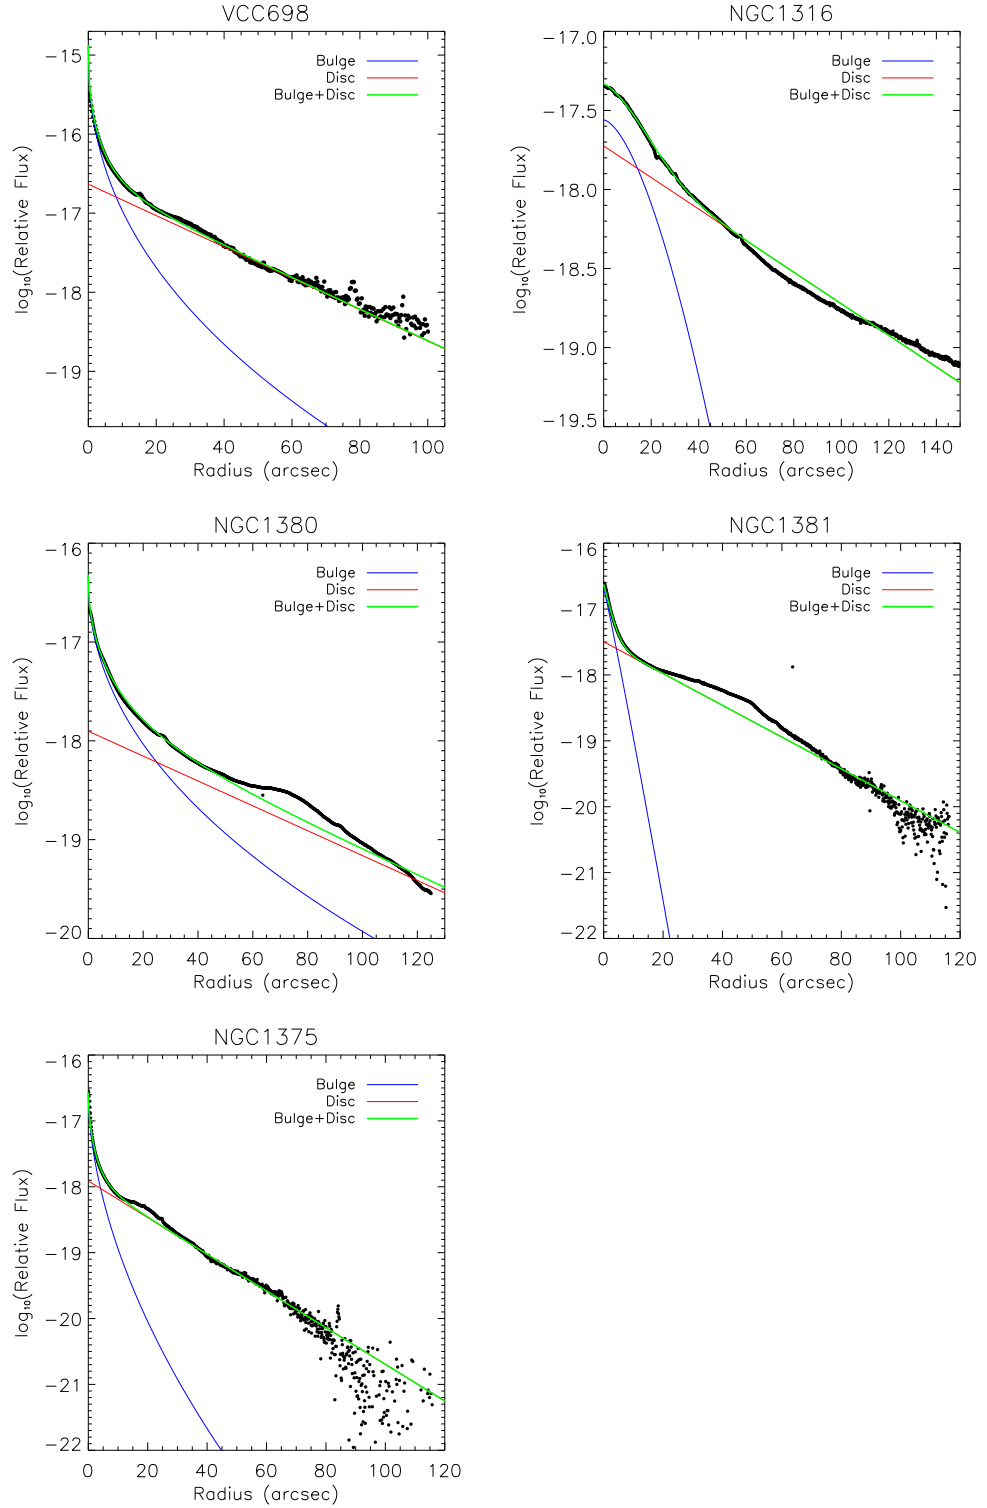 VCC698
log₁₀(Relative Flux)
-15
-16
-17
-18
-19
Bulge
Disc
Bulge+Disc
0 20 40 60 80 100
Radius (arcsec)
NGC1316
log₁₀(Relative Flux)
-17.0
-17.5
-18.0
-18.5
-19.0
-19.5
Bulge
Disc
Bulge+Disc
0 20 40 60 80 100 120 140
Radius (arcsec)
NGC1380
log₁₀(Relative Flux)
-16
-17
-18
-19
-20
Bulge
Disc
Bulge+Disc
0 20 40 60 80 100 120
Radius (arcsec)
NGC1381
log₁₀(Relative Flux)
-16
-17
-18
-19
-20
-21
-22
Bulge
Disc
Bulge+Disc
0 20 40 60 80 100 120
Radius (arcsec)
NGC1375
log₁₀(Relative Flux)
-16
-17
-18
-19
-20
-21
-22
Bulge
Disc
Bulge+Disc
0 20 40 60 80 100 120
Radius (arcsec)